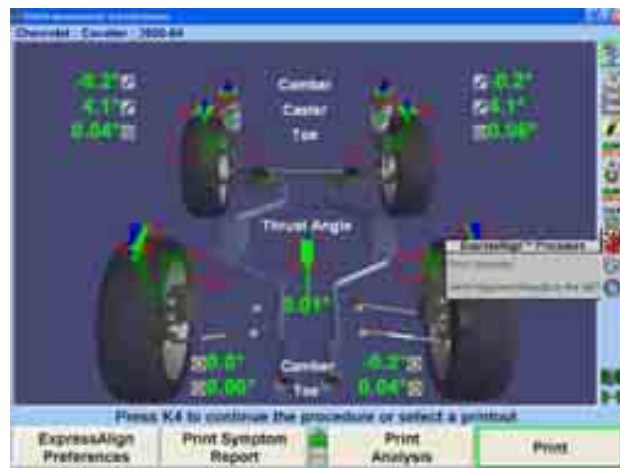 Chevrolet : Cavalier : 2000-04
-0.2° Camber -0.2°
4.1° Caster 4.1°
0.04° Toe 0.06°
Thrust Angle
ExpressAlign™ Procedure
0.01°
0.0° Camber -0.2°
0.00° Toe 0.04°
Press K4 to continue the procedure or select a printout
ExpressAlign Preferences
Print Symptom Report
Print Analysis
Print